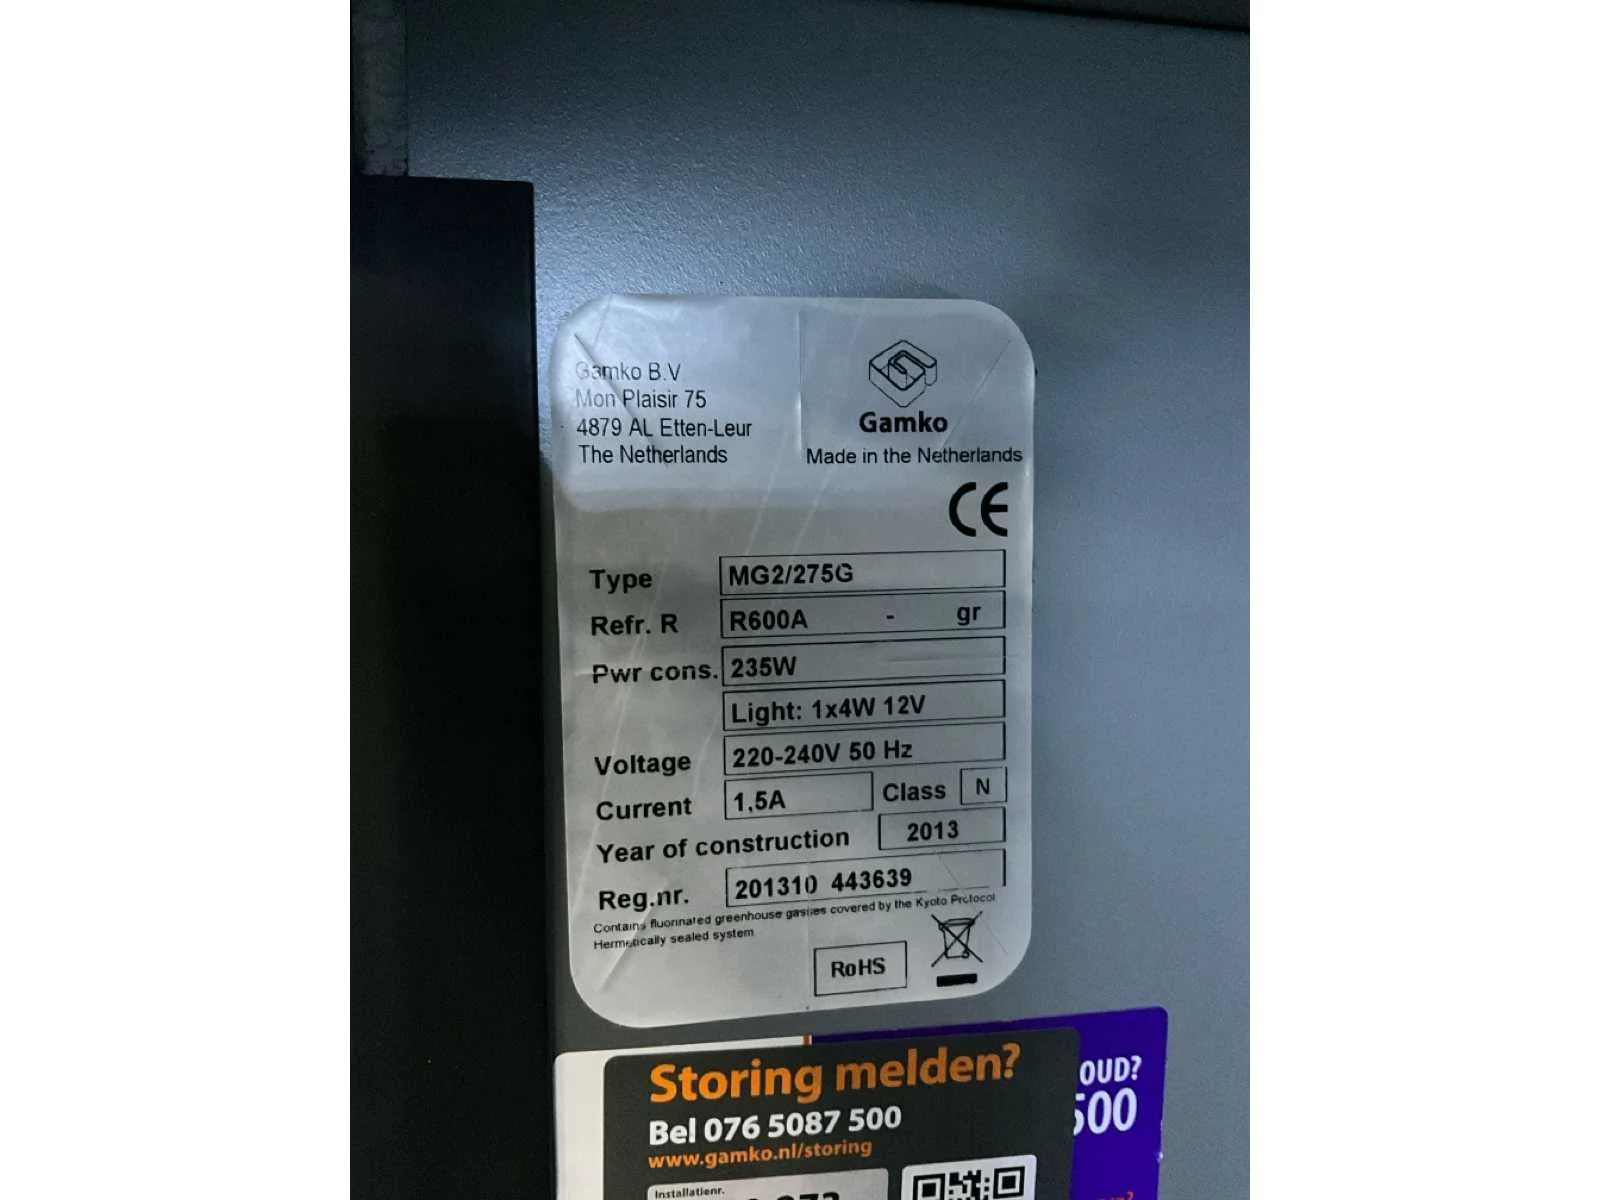 Gamko B.V
Mon Plaisir 75
4879 AL Etten-Leur
The Netherlands
Gamko
Made in the Netherlands
CE
Type MG2/275G
Refr. R R600A - gr
Pwr cons. 235W
Light: 1x4W 12V
Voltage 220-240V 50 Hz
Current 1,5A Class N
Year of construction 2013
Reg.nr. 201310 443639
Contains fluorinated greenhouse gasses covered by the Kyoto Protocol
Hermetically sealed system
RoHS
Storing melden?
Bel 076 5087 500
www.gamko.nl/storing
Installatienr.
OUD?
500